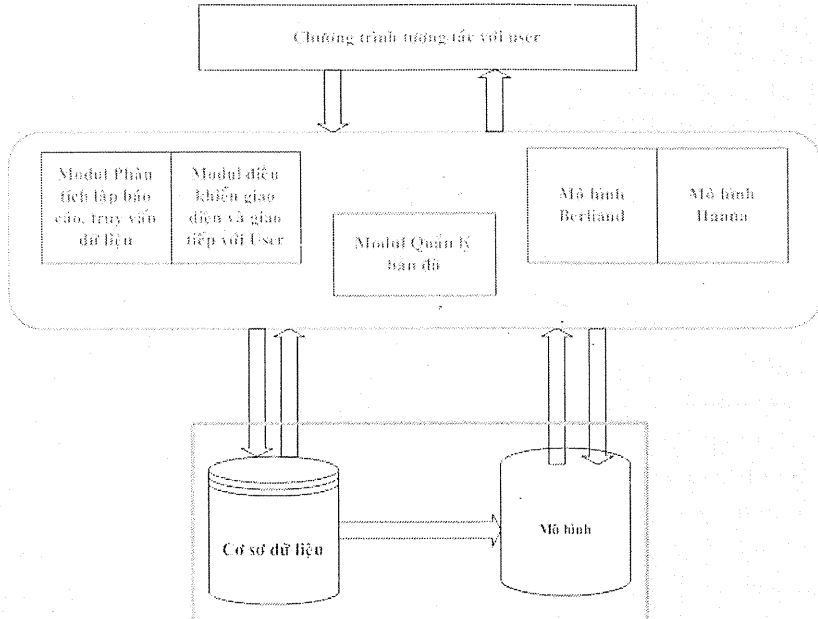 Chương trình tương tác với user
Modul Phân
tích lập báo
cáo, truy vấn
dữ liệu
Modul điều
khiển giao
diện và giao
tiếp với User
Modul Quản lý
bản đồ
Mô hình
Berliand
Mô hình
Hanna
Cơ sơ dữ liệu
Mô hình